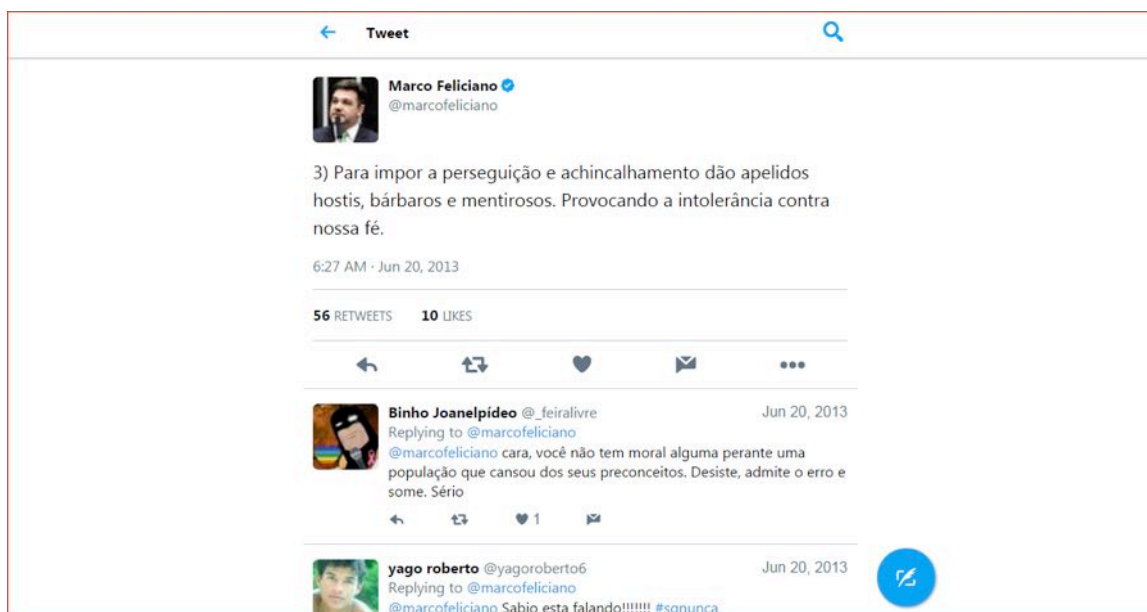 Tweet
Marco Feliciano
@marcofeliciano
3) Para impor a perseguição e achincalhamento dão apelidos
hostis, bárbaros e mentirosos. Provocando a intolerância contra
nossa fé.
6:27 AM · Jun 20, 2013
56 RETWEETS 10 LIKES
Binho Joanelpídeo @_feiralivre Jun 20, 2013
Replying to @marcofeliciano
@marcofeliciano cara, você não tem moral alguma perante uma
população que cansou dos seus preconceitos. Desiste, admite o erro e
some. Sério
1
yago roberto @yagoroberto6 Jun 20, 2013
Replying to @marcofeliciano
@marcofeliciano Sabio esta falando!!!!!!! #sqnunca